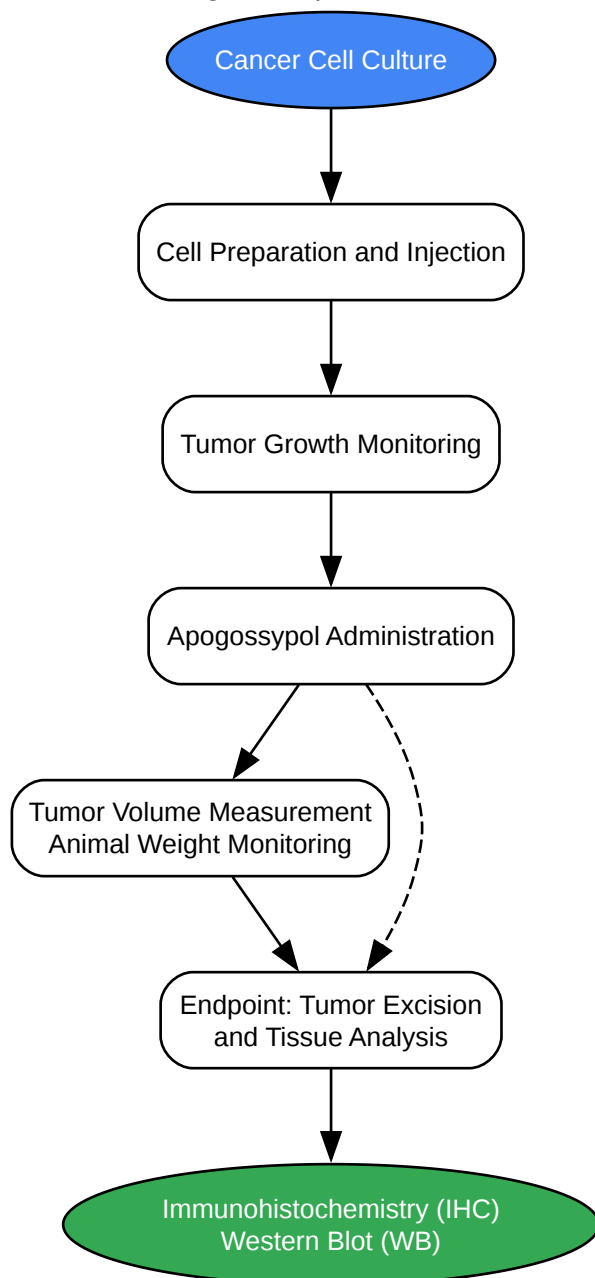 Cancer Cell Culture
Cell Preparation and Injection
Tumor Growth Monitoring
Apogossypol Administration
Tumor Volume Measurement
Animal Weight Monitoring
Endpoint: Tumor Excision
and Tissue Analysis
Immunohistochemistry (IHC)
Western Blot (WB)